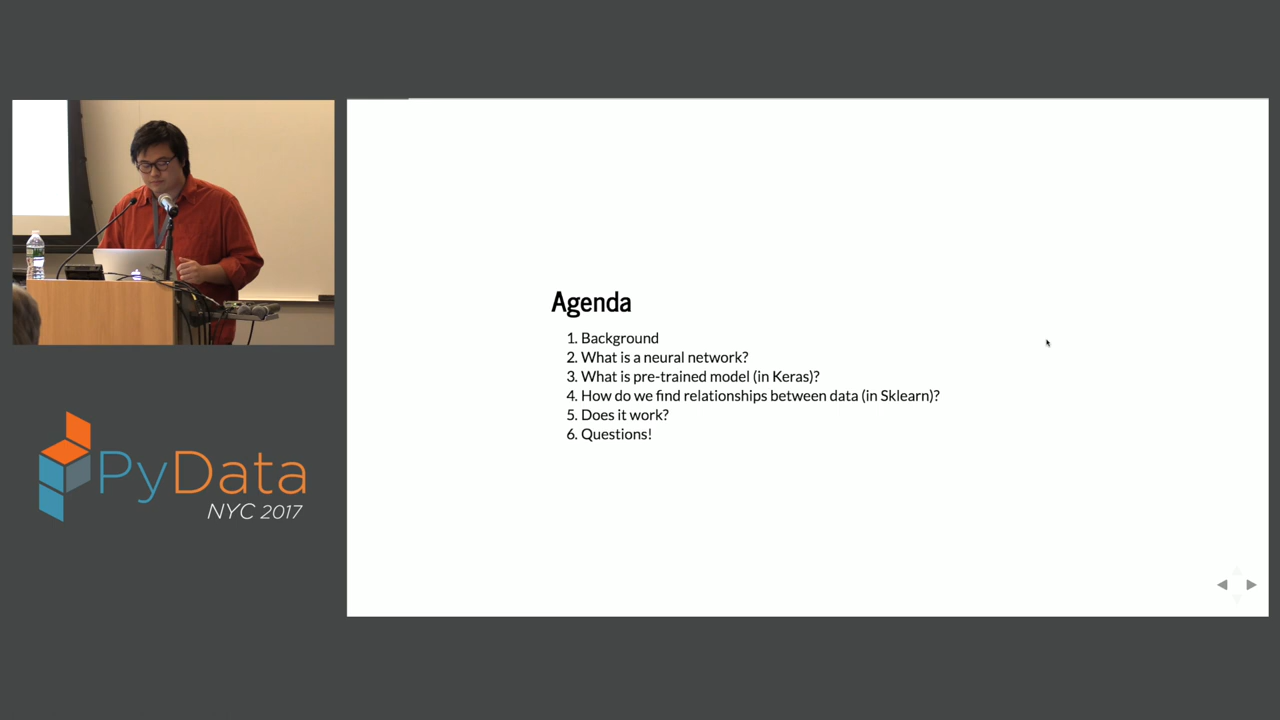 Agenda
1. Background
2. What is a neural network?
3. What is pre-trained model (in Keras)?
4. How do we find relationships between data (in Sklearn)?
5. Does it work?
6. Questions!
PyData
NYC 2017